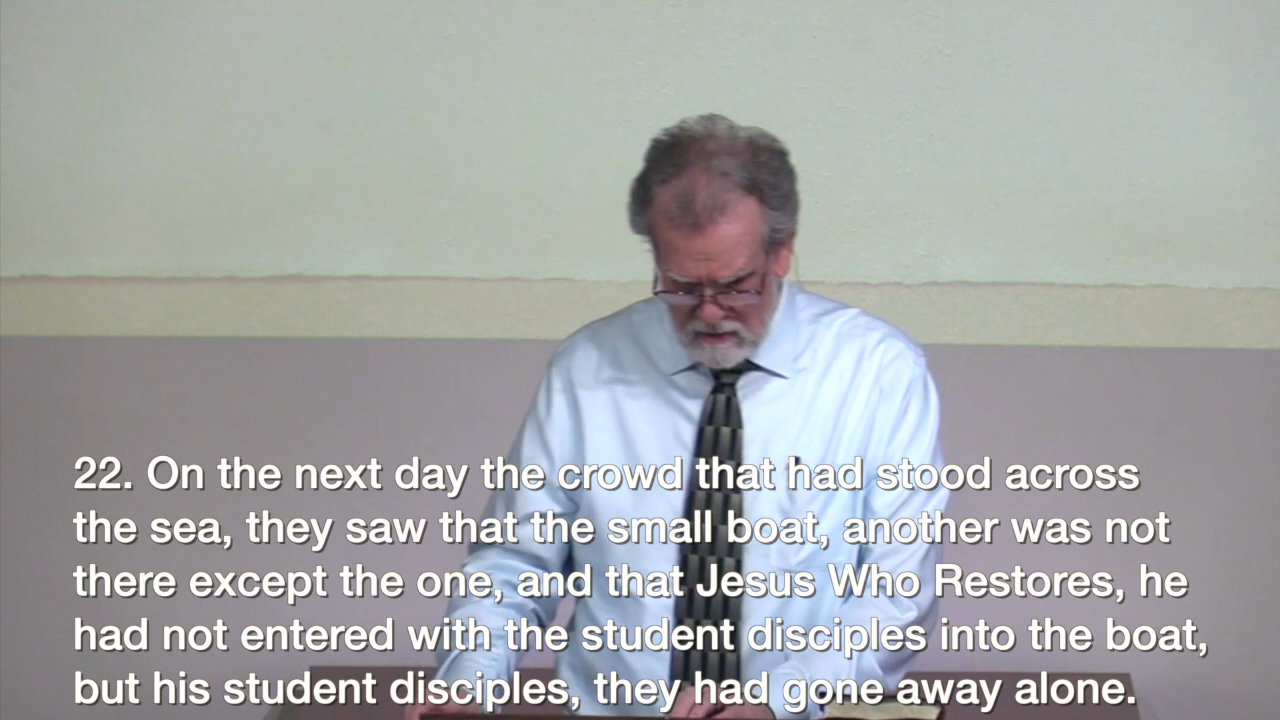 22. On the next day the crowd that had stood across
the sea, they saw that the small boat, another was not
there except the one, and that Jesus Who Restores, he
had not entered with the student disciples into the boat,
but his student disciples, they had gone away alone.